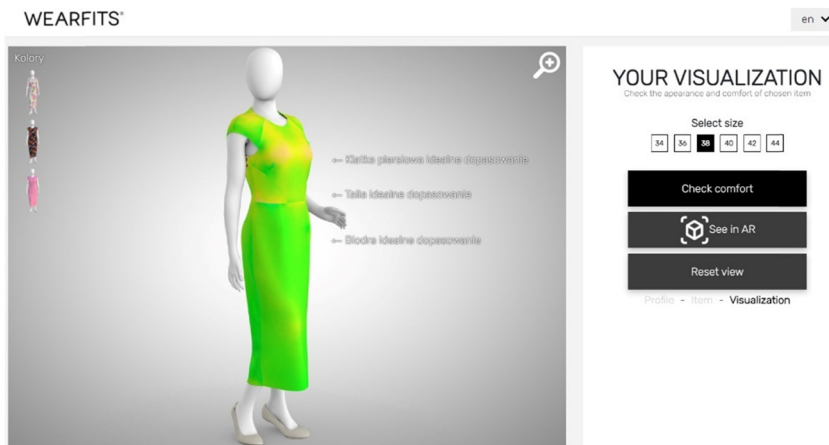 WEARFITS®
en
Kolory
← Klatka piersiowa idealne dopasowanie
← Talia idealne dopasowanie
← Biodra idealne dopasowanie
YOUR VISUALIZATION
Check the apearance and comfort of chosen item
Select size
34 36 38 40 42 44
Check comfort
See in AR
Reset view
Profile - Item - Visualization